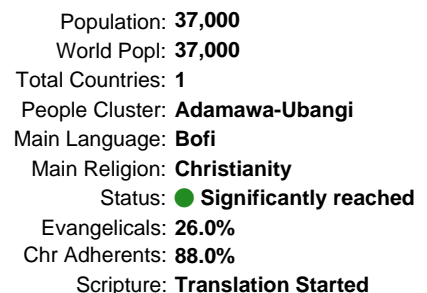 Population: 37,000
World Popl: 37,000
Total Countries: 1
People Cluster: Adamawa-Ubangi
Main Language: Bofi
Main Religion: Christianity
Status: Significantly reached
Evangelicals: 26.0%
Chr Adherents: 88.0%
Scripture: Translation Started